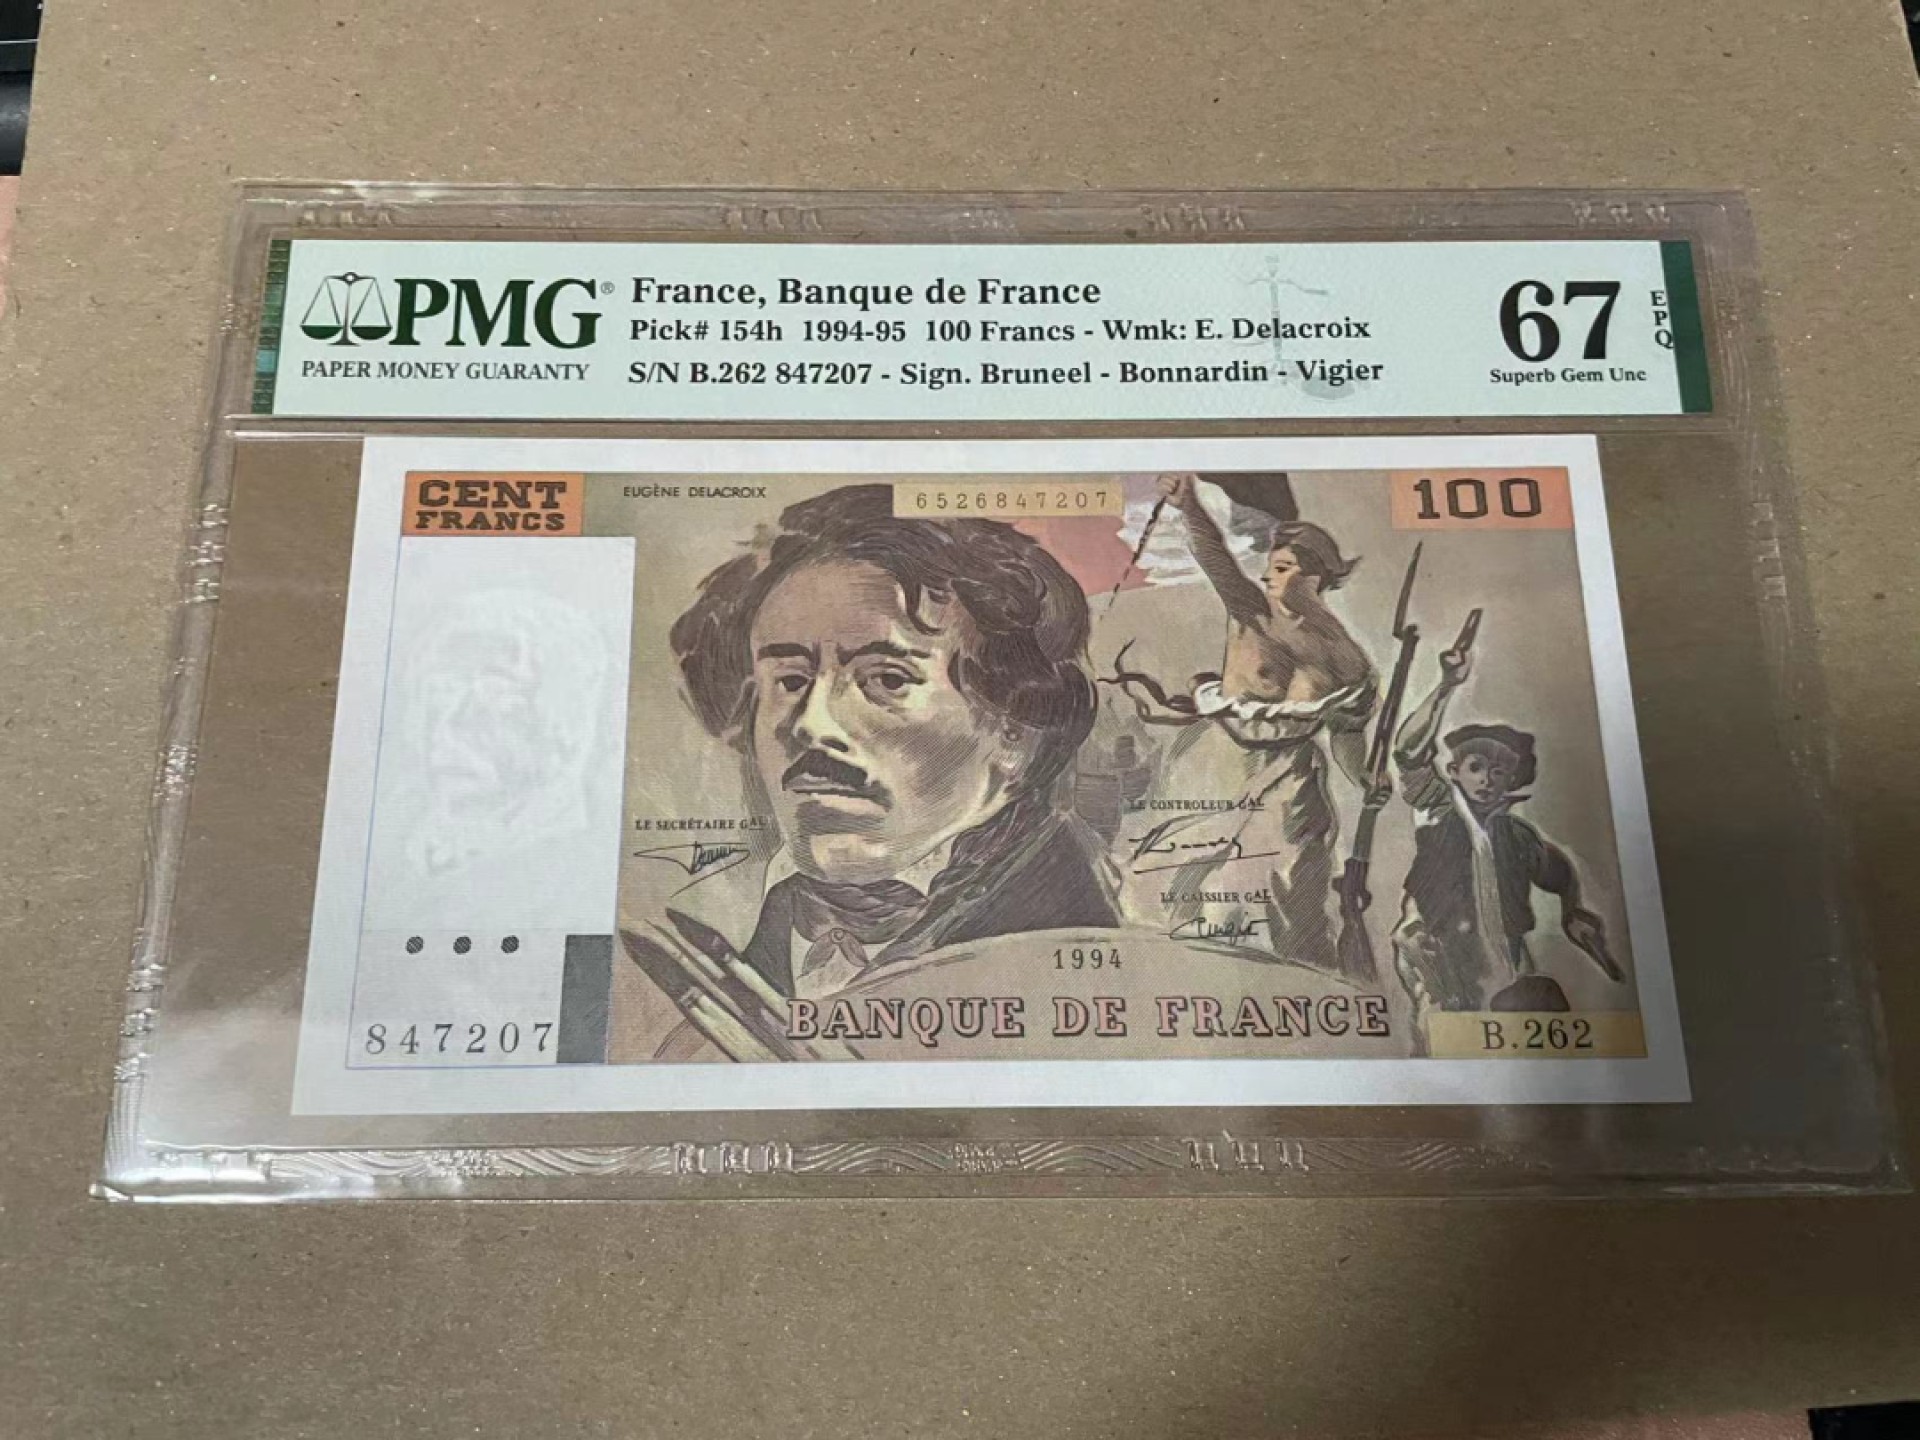 PMG®
PAPER MONEY GUARANTY
France, Banque de France
Pick# 154h 1994-95 100 Francs - Wmk: E. Delacroix
S/N B.262 847207 - Sign. Bruneel - Bonnardin - Vigier
67
EPQ
Superb Gem Unc
CENT
FRANCS
EUGÈNE DELACROIX
6526847207
100
LE SECRÉTAIRE GAL
LE CONTROLEUR GAL
LE CAISSIER GAL
1994
BANQUE DE FRANCE
847207
B.262